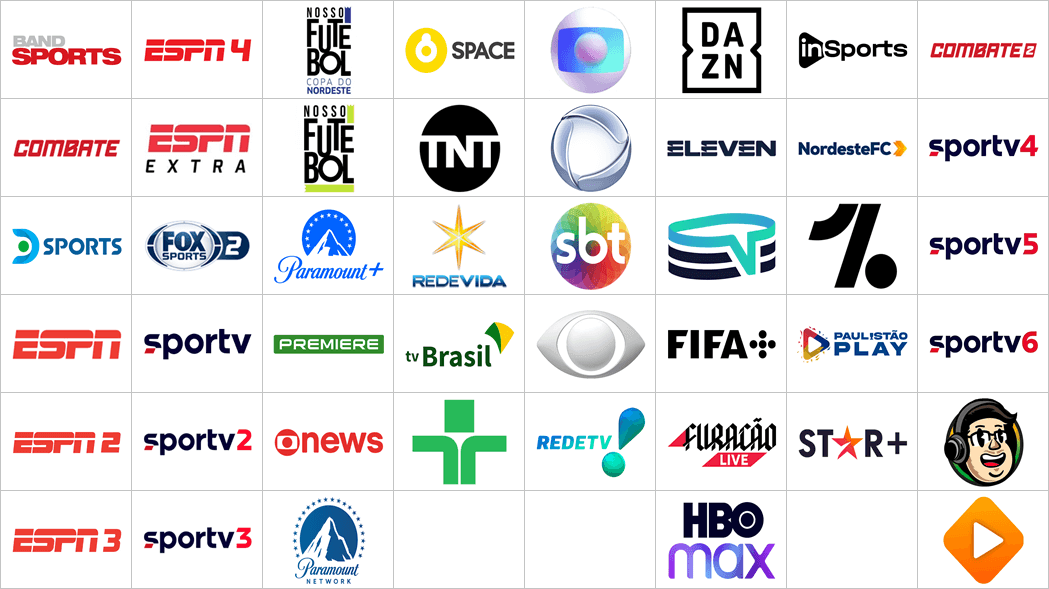 BAND
SPORTS
ESPN 4
NOSSO
FUTE
BOL
COPA DO
NORDESTE
SPACE
DA
ZN
inSports
COMBATE 2
COMBATE
ESPN
EXTRA
NOSSO
FUTE
BOL
TNT
ELEVEN
NordesteFC
sportv4
D SPORTS
FOX
SPORTS 2
Paramount+
REDEVIDA
sbt
1
sportv5
ESPN
sportv
PREMIERE
tv Brasil
FIFA+
PAULISTÃO
PLAY
sportv6
ESPN 2
sportv2
news
REDETV!
FURACÃO
LIVE
STAR+
ESPN 3
sportv3
Paramount
NETWORK
HBO
max